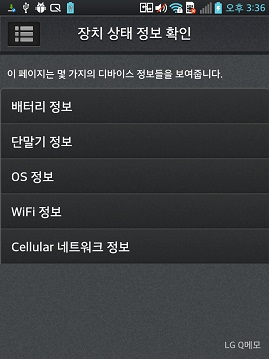 오후 3:36
장치 상태 정보 확인
이 페이지는 몇 가지의 디바이스 정보들을 보여줍니다.
배터리 정보
단말기 정보
OS 정보
WiFi 정보
Cellular 네트워크 정보
LG Q메모